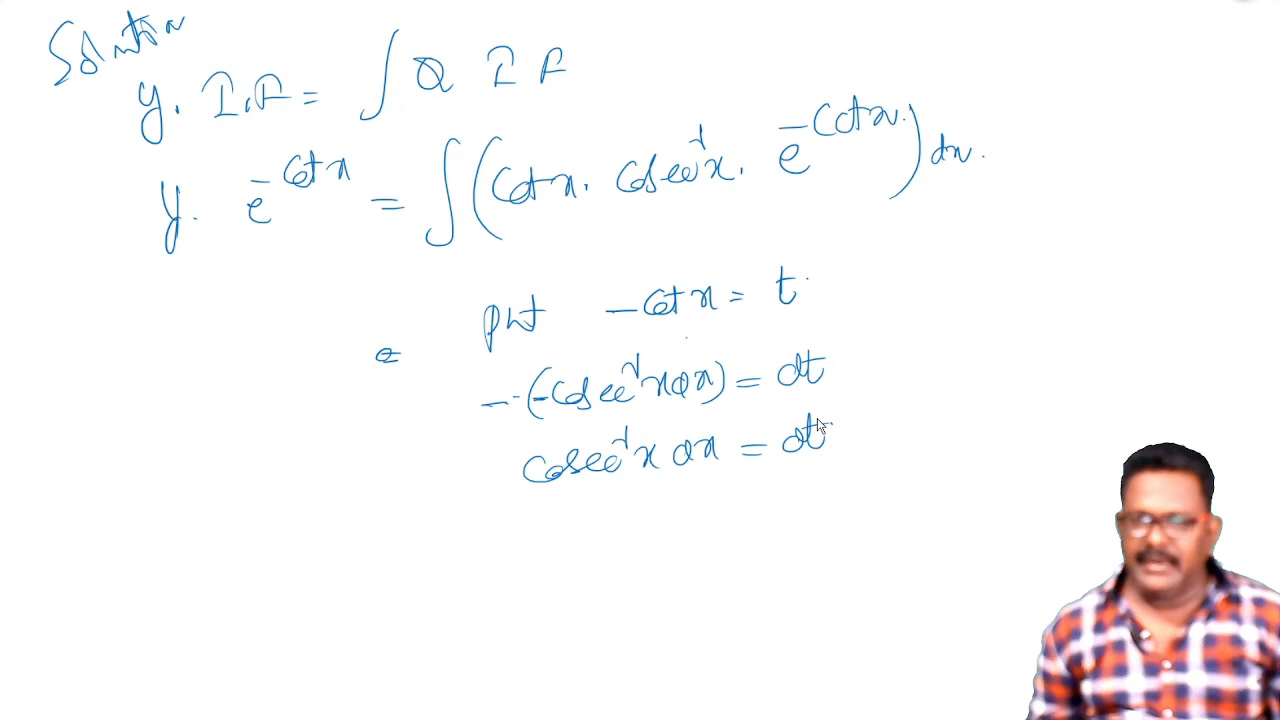 Solution
y. I.F = ∫ Q I F
y. e^{-cot x} = ∫ (cot x. cosec²x. e^{-cot x}.) dx.
= put -cot x = t.
-(-cosec²x dx) = dt
cosec²x dx = dt